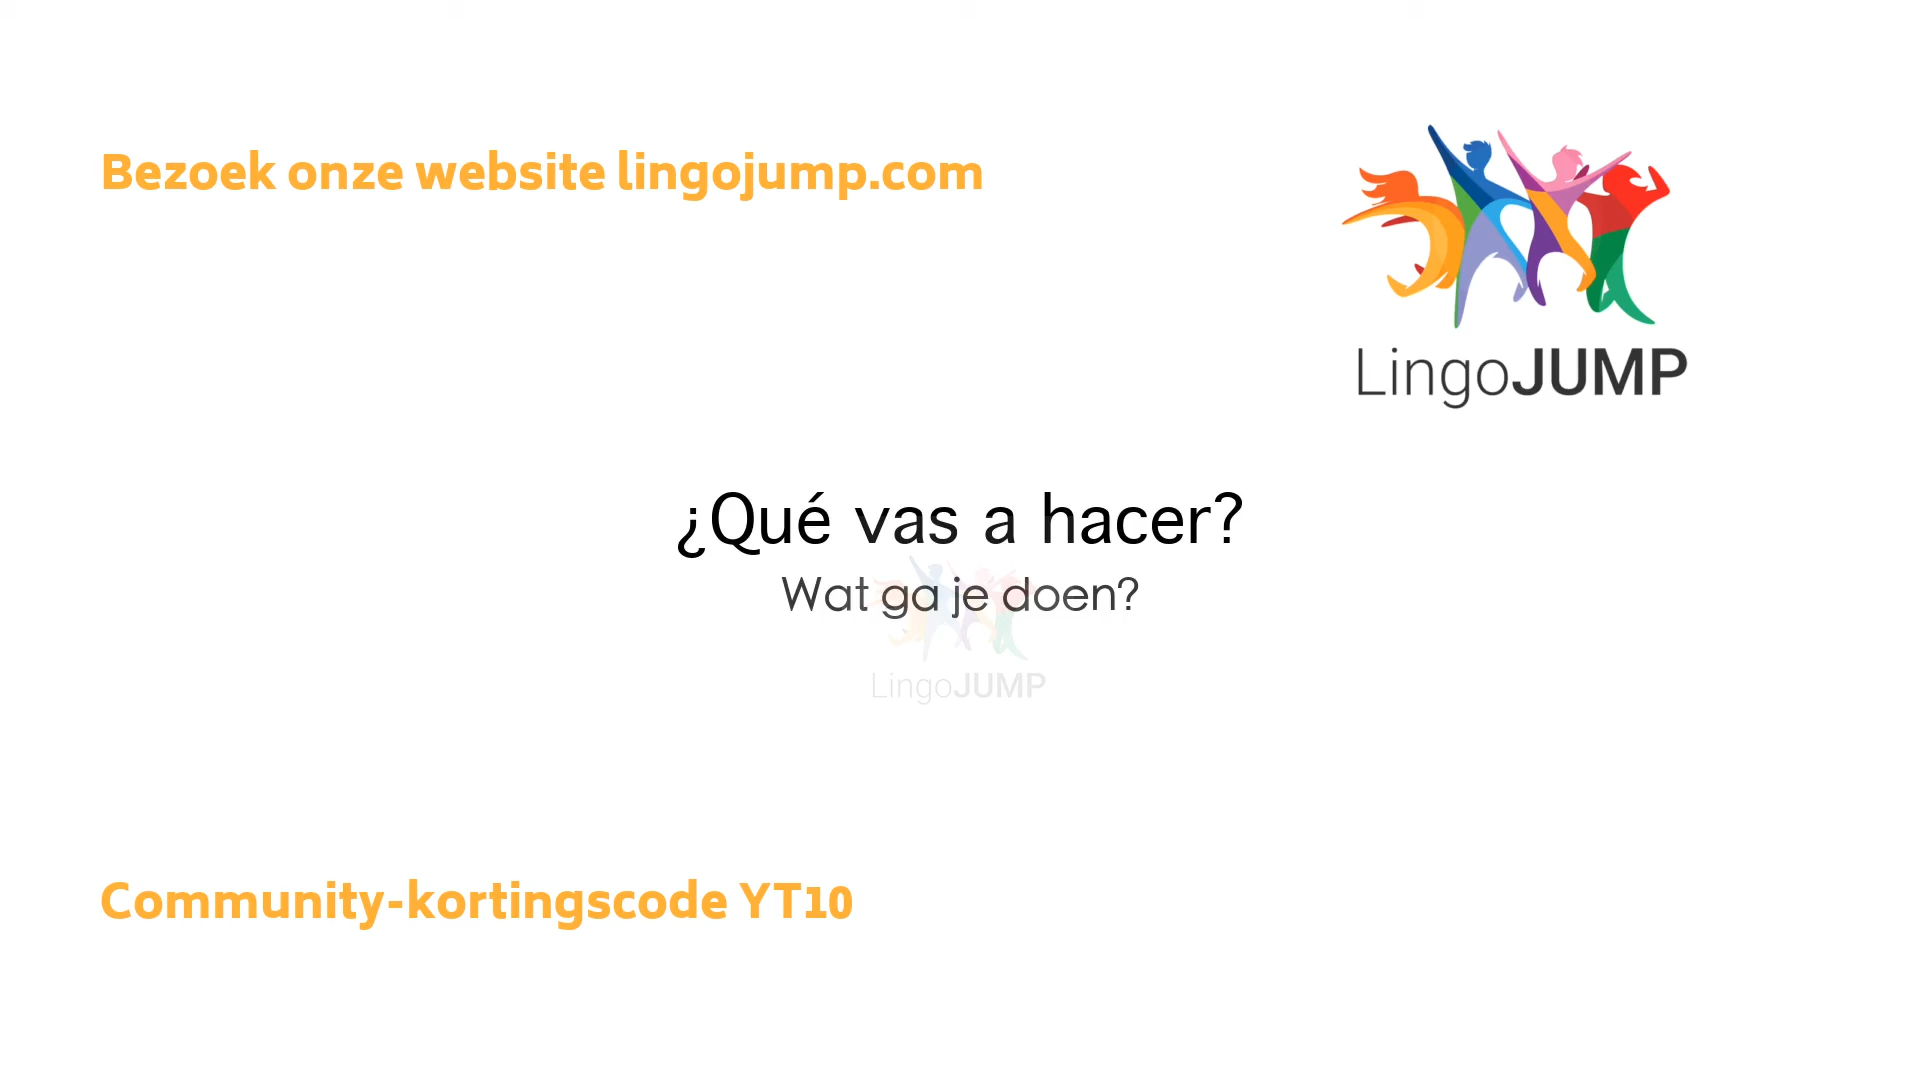 Bezoek onze website lingojump.com
LingoJUMP
¿Qué vas a hacer?
Wat ga je doen?
LingoJUMP
Community-kortingscode YT10